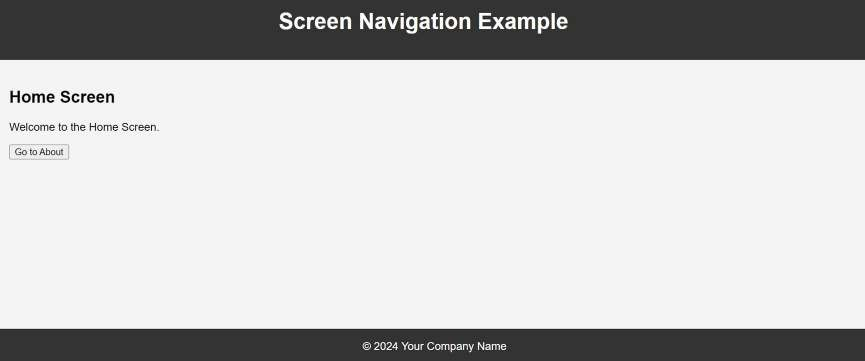 Screen Navigation Example
Home Screen
Welcome to the Home Screen.
Go to About
© 2024 Your Company Name